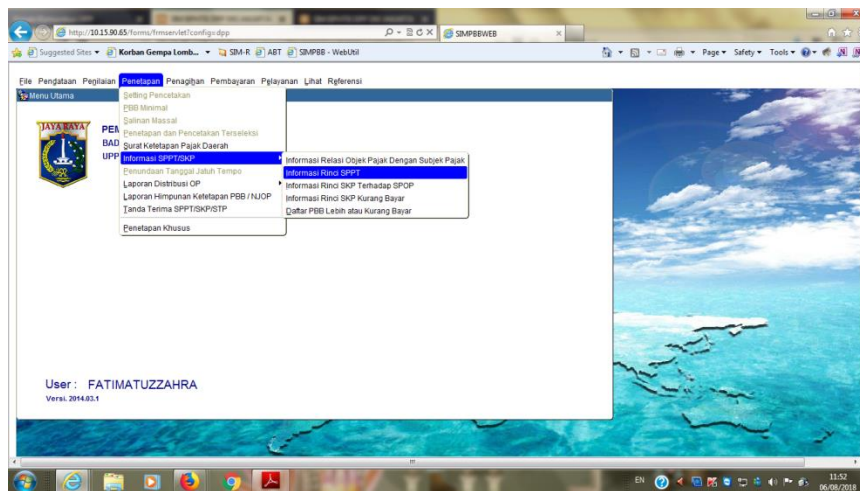 http://10.15.90.65/forms/frmservlet?config=dpp
SIMPBBWEB
Suggested Sites
Korban Gempa Lomb...
SIM-R
ABT
SIMPBB - WebUtil
Page
Safety
Tools
File Pendataan Penilaian Penetapan Penagihan Pembayaran Pelayanan Lihat Referensi
Menu Utama
JAYA RAYA
PEM
BAD
UPP
Setting Pencetakan
PBB Minimal
Salinan Massal
Penetapan dan Pencetakan Terseleksi
Surat Ketetapan Pajak Daerah
Informasi SPPT/SKP
Penundaan Tanggal Jatuh Tempo
Laporan Distribusi OP
Laporan Himpunan Ketetapan PBB / NJOP
Tanda Terima SPPT/SKP/STP
Penetapan Khusus
Informasi Relasi Objek Pajak Dengan Subjek Pajak
Informasi Rinci SPPT
Informasi Rinci SKP Terhadap SPOP
Informasi Rinci SKP Kurang Bayar
Daftar PBB Lebih atau Kurang Bayar
User : FATIMATUZZAHRA
Versi. 2014.03.1
EN
11:52
06/08/2018